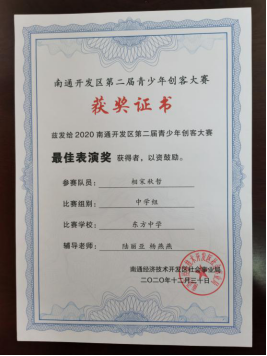 南通开发区第二届青少年创客大赛
获奖证书
兹发给2020南通开发区第二届青少年创客大赛
最佳表演奖 获得者，以资鼓励。
参赛队员：相宋秋哲
比赛组别：中学组
比赛学校：东方中学
辅导老师：陆丽亚 杨燕燕
南通经济技术开发区社会事业局
二〇二〇年十二月三十日